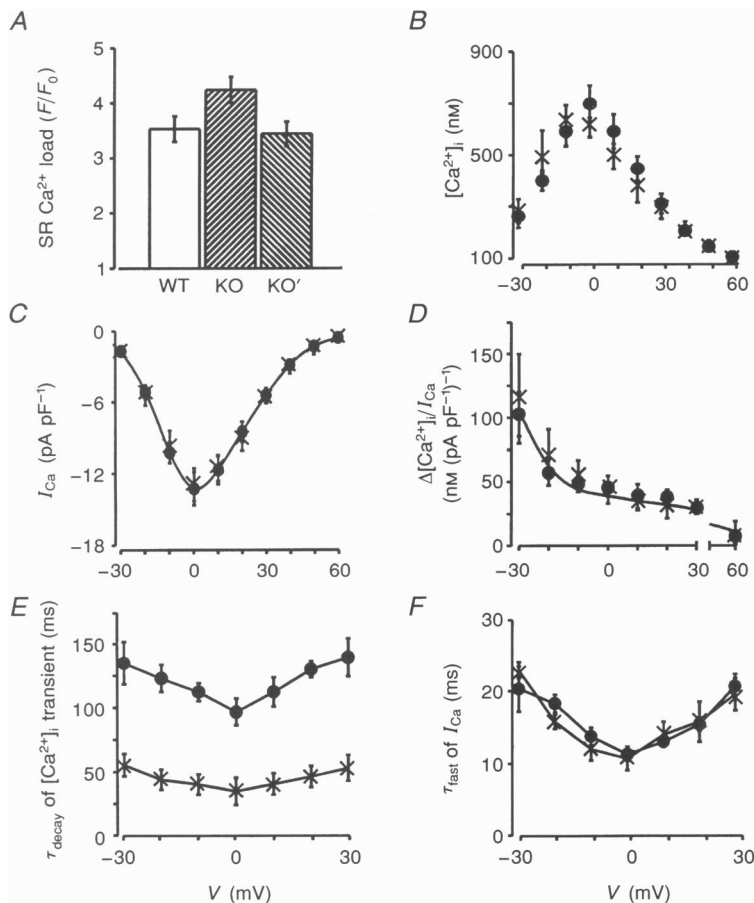 A
SR Ca²⁺ load (F/F₀)
5
4
3
2
1
WT KO KO′
B
[Ca²⁺]ᵢ (nM)
900
500
100
−30 0 30 60
C
I_Ca (pA pF⁻¹)
0
−6
−12
−18
−30 0 30 60
D
Δ[Ca²⁺]ᵢ/I_Ca
(nM (pA pF⁻¹)⁻¹)
150
100
50
0
−30 0 30 60
E
τ_decay of [Ca²⁺]ᵢ transient (ms)
150
100
50
0
−30 0 30
V (mV)
F
τ_fast of I_Ca
(ms)
30
20
10
0
−30 0 30
V (mV)